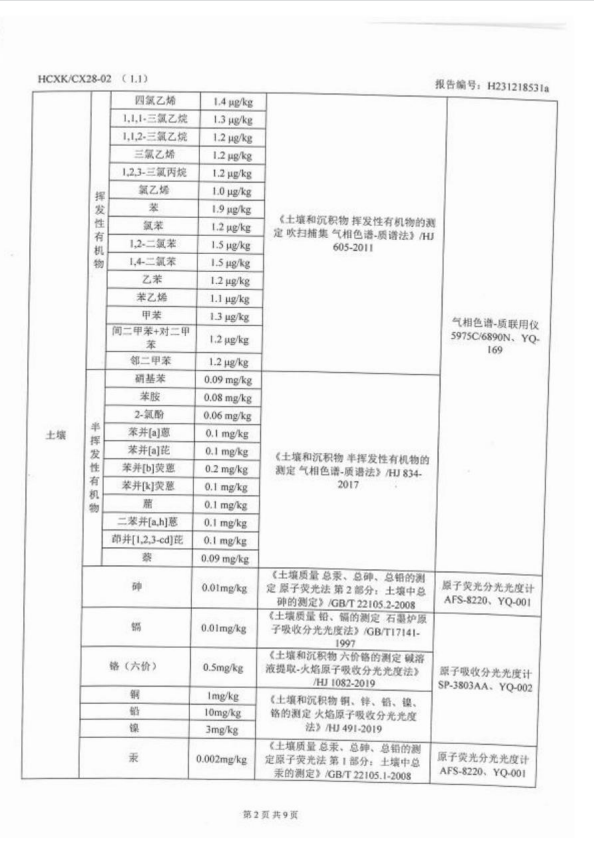 HCXK/CX28-02 （1.1）
报告编号：H231218531a
土壤
挥发性有机物
四氯乙烯 1.4 μg/kg
1,1,1-三氯乙烷 1.3 μg/kg
1,1,2-三氯乙烷 1.2 μg/kg
三氯乙烯 1.2 μg/kg
1,2,3-三氯丙烷 1.2 μg/kg
氯乙烯 1.0 μg/kg
苯 1.9 μg/kg
氯苯 1.2 μg/kg
1,2-二氯苯 1.5 μg/kg
1,4-二氯苯 1.5 μg/kg
乙苯 1.2 μg/kg
苯乙烯 1.1 μg/kg
甲苯 1.3 μg/kg
间二甲苯+对二甲
苯
1.2 μg/kg
邻二甲苯 1.2 μg/kg
《土壤和沉积物 挥发性有机物的测
定 吹扫捕集 气相色谱-质谱法》/HJ
605-2011
气相色谱-质联用仪
5975C/6890N、YQ-
169
半挥发性有机物
硝基苯 0.09 mg/kg
苯胺 0.08 mg/kg
2-氯酚 0.06 mg/kg
苯并[a]蒽 0.1 mg/kg
苯并[a]芘 0.1 mg/kg
苯并[b]荧蒽 0.2 mg/kg
苯并[k]荧蒽 0.1 mg/kg
䓛 0.1 mg/kg
二苯并[a,h]蒽 0.1 mg/kg
茚并[1,2,3-cd]芘 0.1 mg/kg
萘 0.09 mg/kg
《土壤和沉积物 半挥发性有机物的
测定 气相色谱-质谱法》/HJ 834-
2017
砷 0.01mg/kg
《土壤质量 总汞、总砷、总铅的测
定 原子荧光法 第 2 部分：土壤中总
砷的测定》/GB/T 22105.2-2008
原子荧光分光光度计
AFS-8220、YQ-001
镉 0.01mg/kg
《土壤质量 铅、镉的测定 石墨炉原
子吸收分光光度法》/GB/T17141-
1997
铬（六价） 0.5mg/kg
《土壤和沉积物 六价铬的测定 碱溶
液提取-火焰原子吸收分光光度法》
/HJ 1082-2019
原子吸收分光光度计
SP-3803AA、YQ-002
铜 1mg/kg
铅 10mg/kg
镍 3mg/kg
《土壤和沉积物 铜、锌、铅、镍、
铬的测定 火焰原子吸收分光光度
法》/HJ 491-2019
汞 0.002mg/kg
《土壤质量 总汞、总砷、总铅的测
定原子荧光法 第 1 部分：土壤中总
汞的测定》/GB/T 22105.1-2008
原子荧光分光光度计
AFS-8220、YQ-001
第 2 页 共 9 页